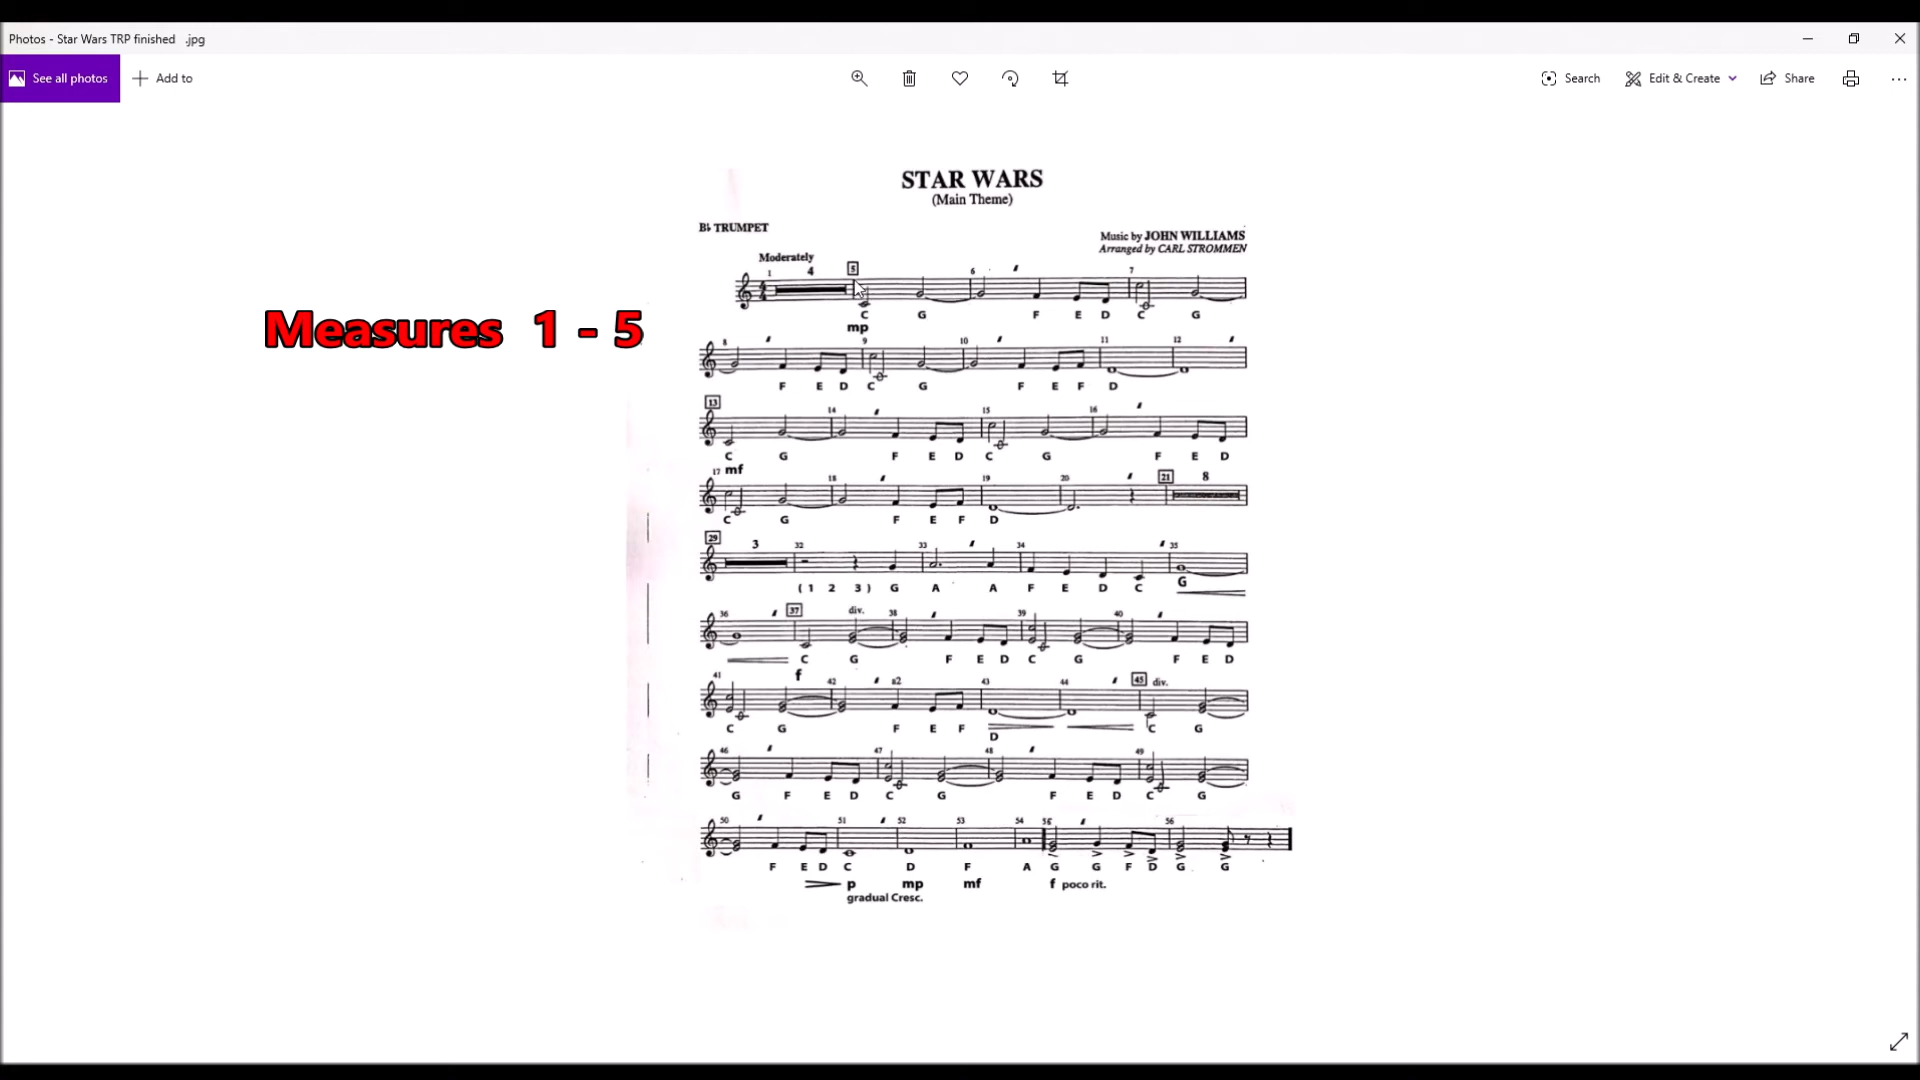 Photos - Star Wars TRP finished .jpg
See all photos
Add to
Search
Edit & Create
Share
STAR WARS
(Main Theme)
B♭ TRUMPET
Music by JOHN WILLIAMS
Arranged by CARL STROMMEN
Moderately
1 4 5 6 7
C G F E D C G
mp
Measures 1 - 5
8 9 10 11 12
F E D C G F E F D
13 14 15 16
C G F E D C G F E D
mf
17 18 19 20 21 8
C G F E F D
29 3 32 33 34 35
( 1 2 3 ) G A A F E D C G
36 37 div. 38 39 40
C G F E D C G F E D
f
41 42 a2 43 44 45 div.
C G F E F D C G
46 47 48 49
G F E D C G F E D C G
50 51 52 53 54 55 56
F E D C D F A G G F D G G
p mp mf f poco rit.
gradual Cresc.